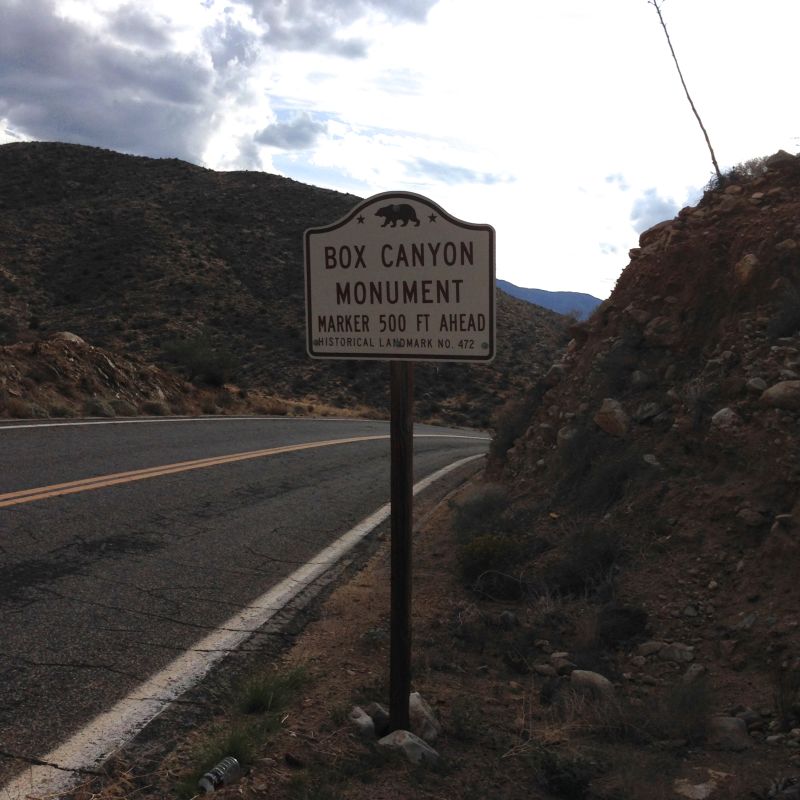 BOX CANYON
MONUMENT
MARKER 500 FT AHEAD
HISTORICAL LANDMARK NO. 472